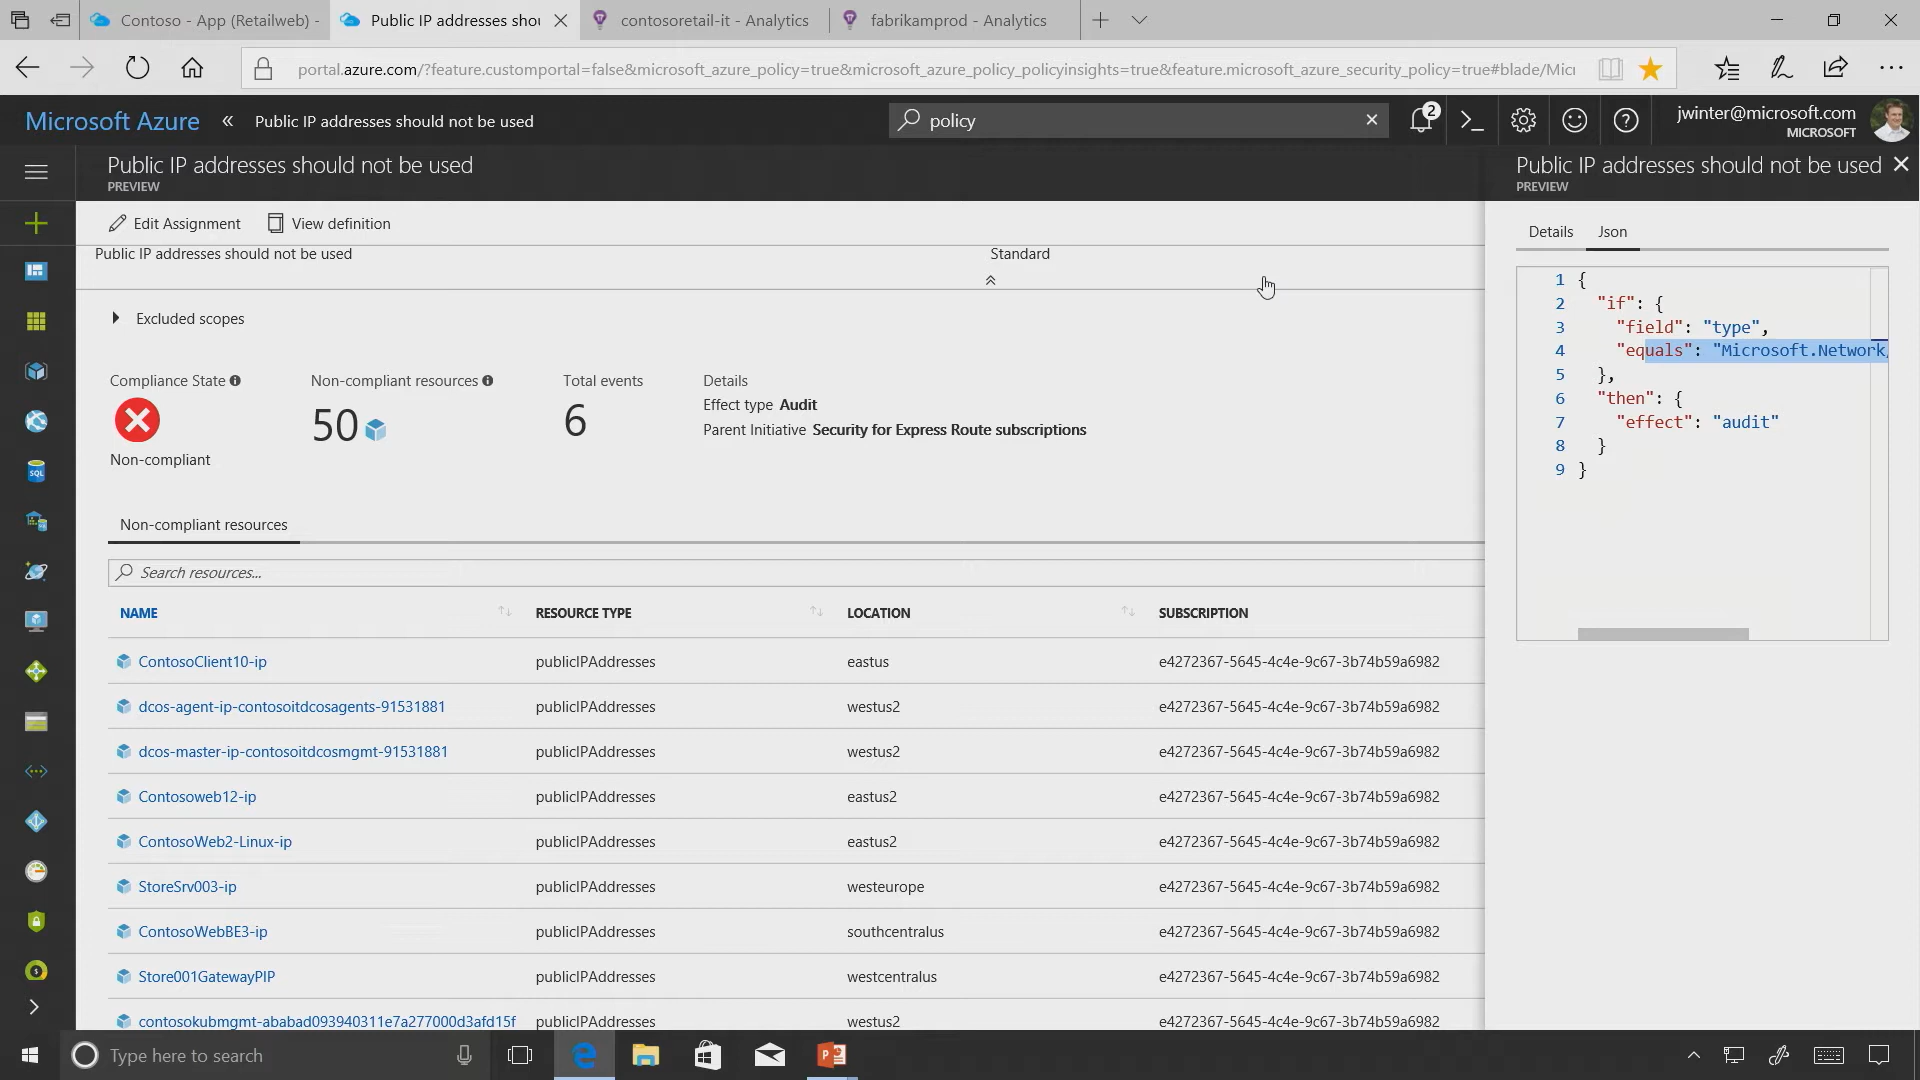 Contoso - App (Retailweb) -
Public IP addresses shou
contosoretail-it - Analytics
fabrikamprod - Analytics
portal.azure.com/?feature.customportal=false&microsoft_azure_policy=true&microsoft_azure_policy_policyinsights=true&feature.microsoft_azure_security_policy=true#blade/Micr
Microsoft Azure
«
Public IP addresses should not be used
policy
2
jwinter@microsoft.com
MICROSOFT
Public IP addresses should not be used
PREVIEW
Public IP addresses should not be used
PREVIEW
Edit Assignment
View definition
Details
Json
Public IP addresses should not be used
Standard
Excluded scopes
Compliance State
Non-compliant resources
Total events
Details
50
6
Effect type Audit
Parent Initiative Security for Express Route subscriptions
Non-compliant
1 {
2 "if": {
3 "field": "type",
4 "equals": "Microsoft.Network/
5 },
6 "then": {
7 "effect": "audit"
8 }
9 }
Non-compliant resources
Search resources...
NAME RESOURCE TYPE LOCATION SUBSCRIPTION
ContosoClient10-ip publicIPAddresses eastus e4272367-5645-4c4e-9c67-3b74b59a6982
dcos-agent-ip-contosoitdcosagents-91531881 publicIPAddresses westus2 e4272367-5645-4c4e-9c67-3b74b59a6982
dcos-master-ip-contosoitdcosmgmt-91531881 publicIPAddresses westus2 e4272367-5645-4c4e-9c67-3b74b59a6982
Contosoweb12-ip publicIPAddresses eastus2 e4272367-5645-4c4e-9c67-3b74b59a6982
ContosoWeb2-Linux-ip publicIPAddresses eastus2 e4272367-5645-4c4e-9c67-3b74b59a6982
StoreSrv003-ip publicIPAddresses westeurope e4272367-5645-4c4e-9c67-3b74b59a6982
ContosoWebBE3-ip publicIPAddresses southcentralus e4272367-5645-4c4e-9c67-3b74b59a6982
Store001GatewayPIP publicIPAddresses westcentralus e4272367-5645-4c4e-9c67-3b74b59a6982
contosokubmgmt-ababad093940311e7a277000d3afd15f publicIPAddresses westus2 e4272367-5645-4c4e-9c67-3b74b59a6982
Type here to search